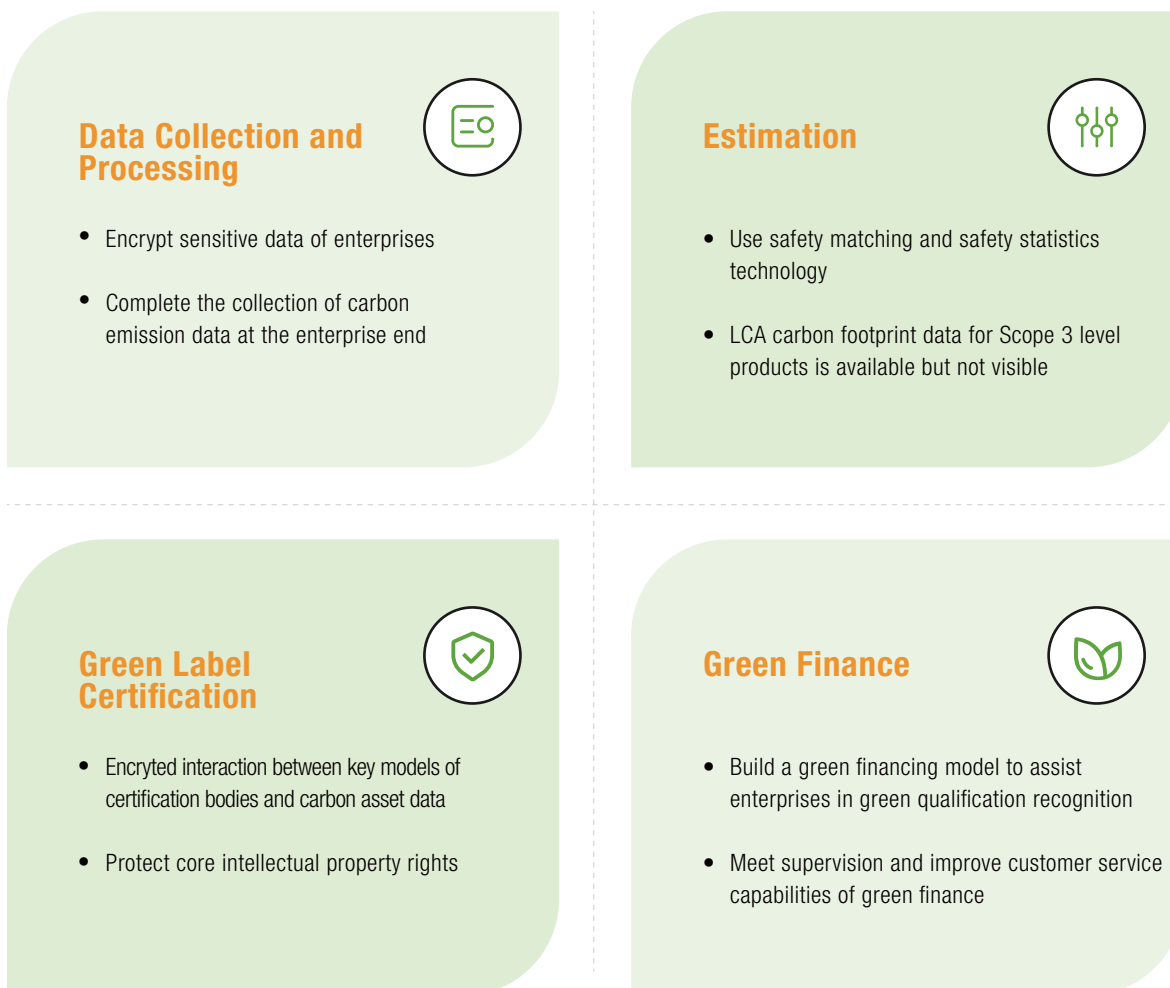 Data Collection and
Processing
• Encrypt sensitive data of enterprises
• Complete the collection of carbon
emission data at the enterprise end
Estimation
• Use safety matching and safety statistics
technology
• LCA carbon footprint data for Scope 3 level
products is available but not visible
Green Label
Certification
• Encryted interaction between key models of
certification bodies and carbon asset data
• Protect core intellectual property rights
Green Finance
• Build a green financing model to assist
enterprises in green qualification recognition
• Meet supervision and improve customer service
capabilities of green finance